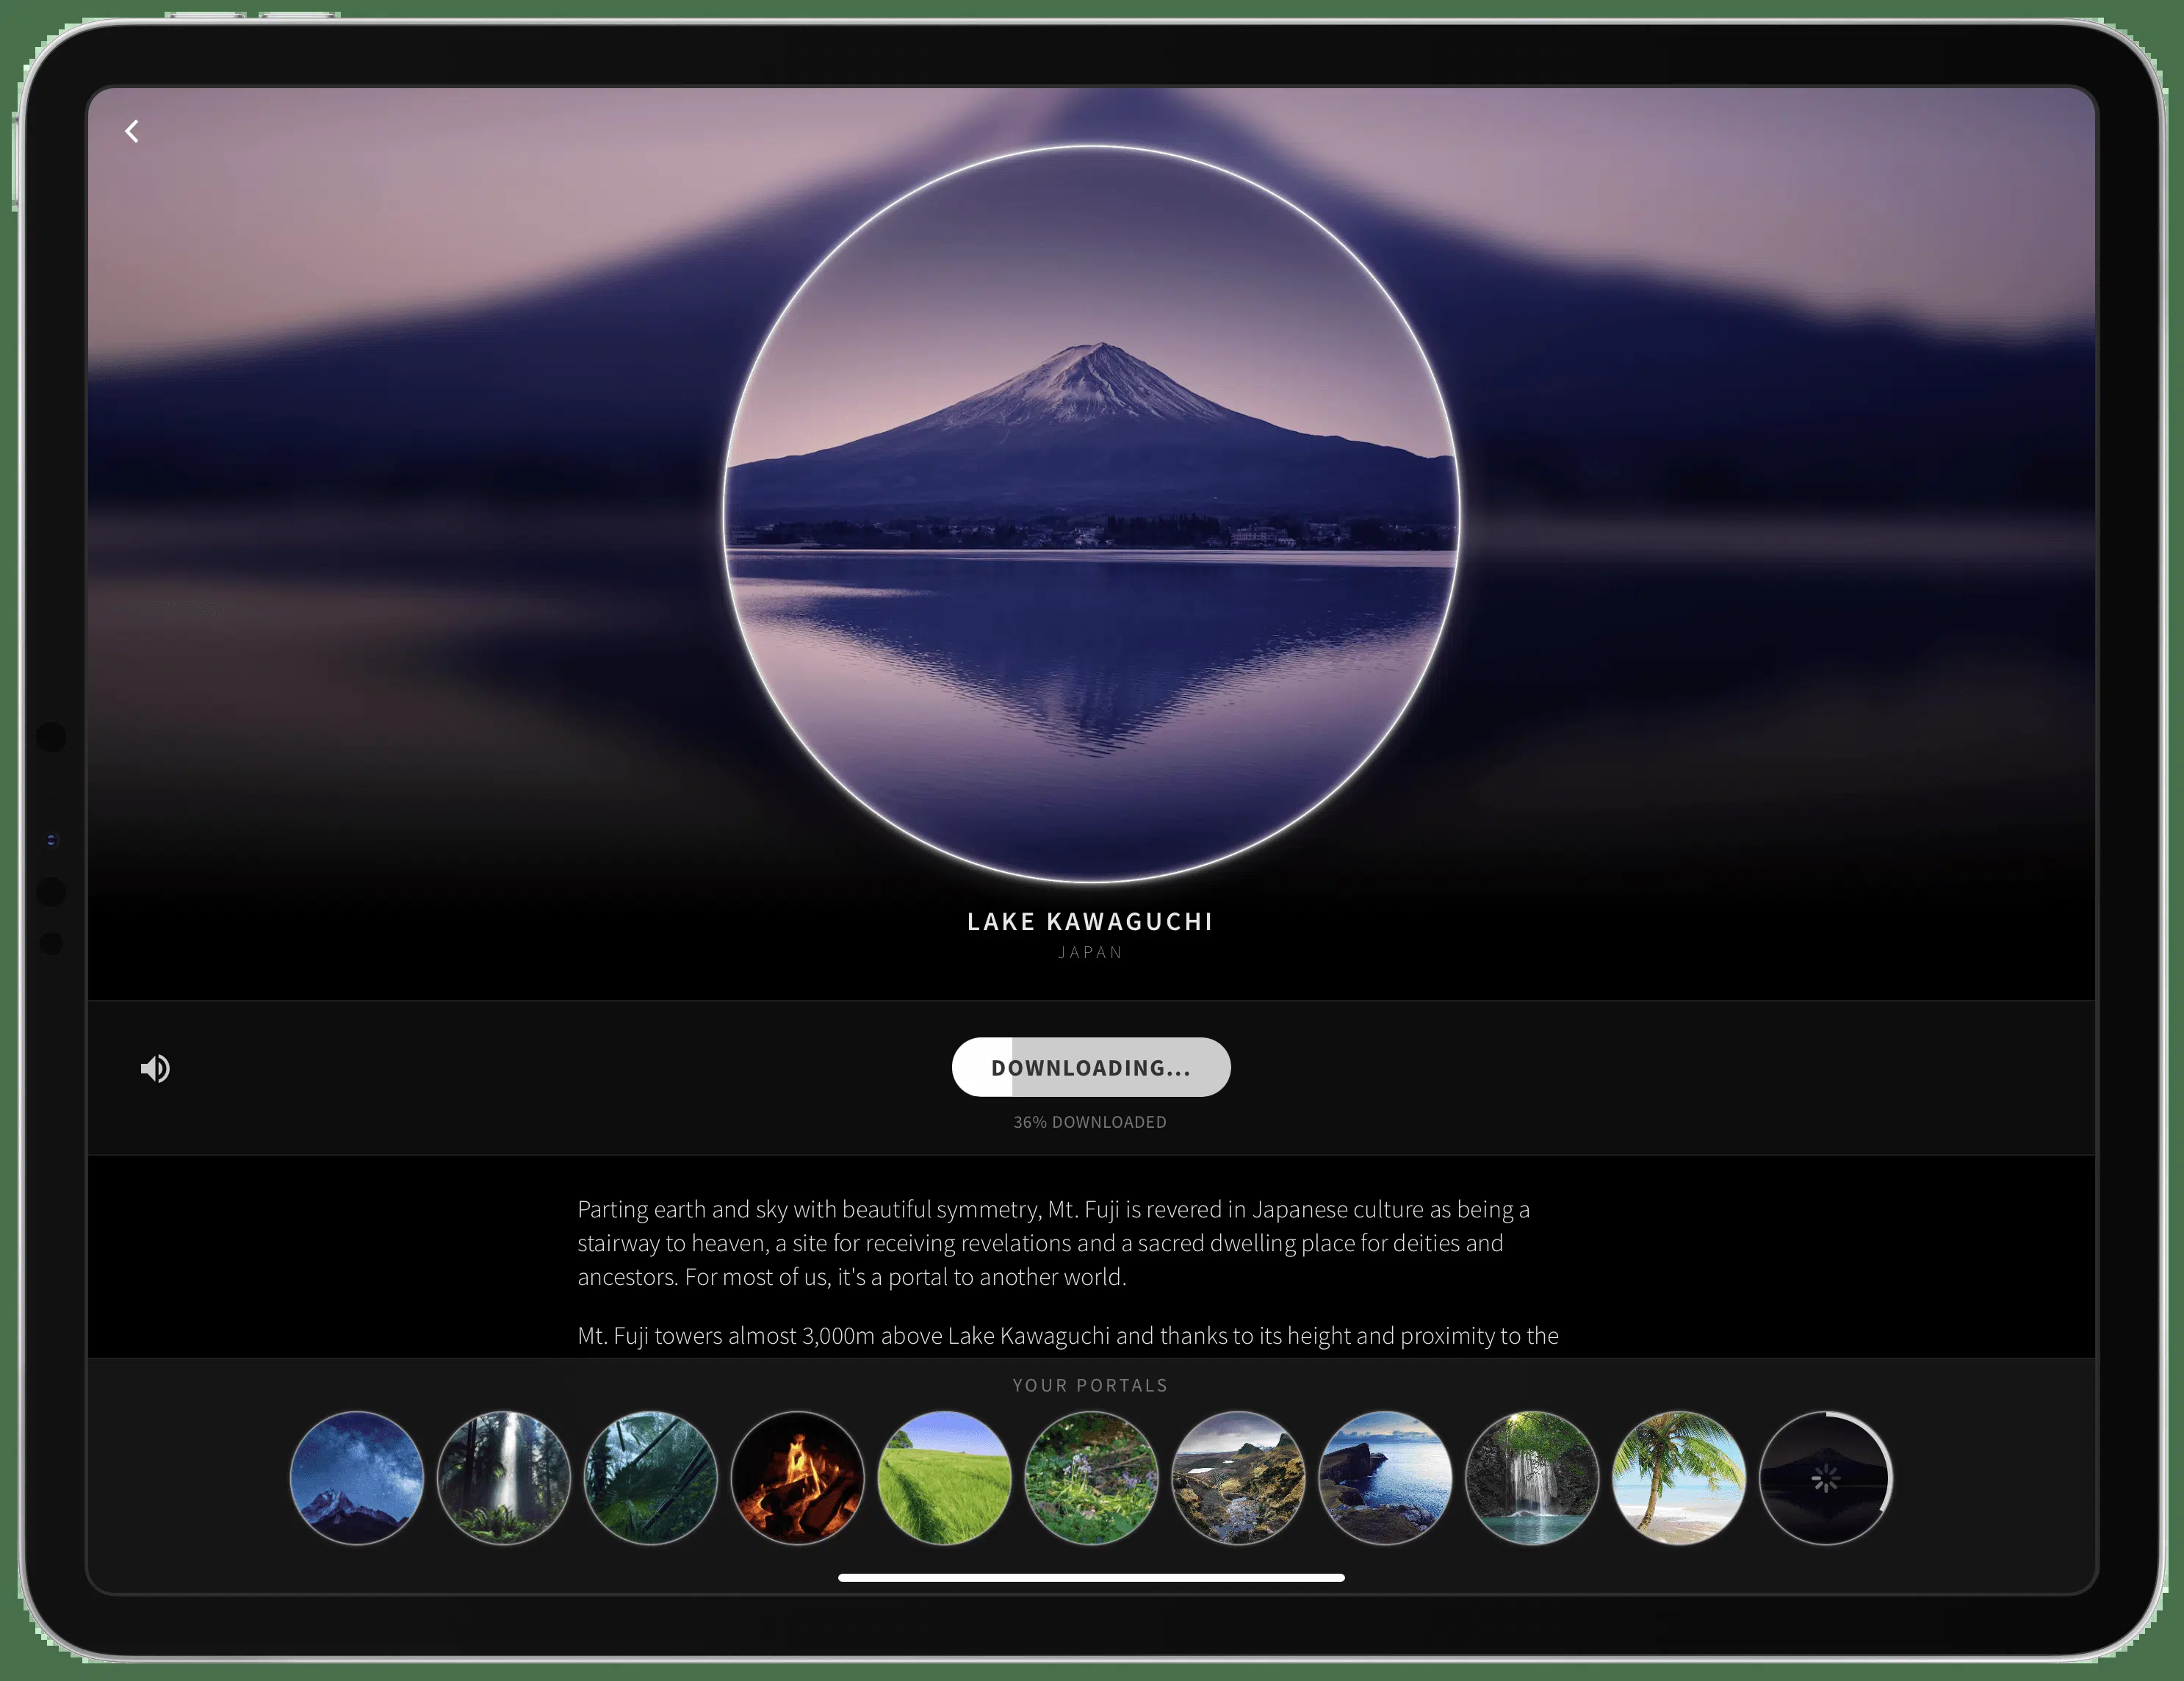 LAKE KAWAGUCHI
JAPAN
DOWNLOADING...
36% DOWNLOADED
Parting earth and sky with beautiful symmetry, Mt. Fuji is revered in Japanese culture as being a
stairway to heaven, a site for receiving revelations and a sacred dwelling place for deities and
ancestors. For most of us, it's a portal to another world.
Mt. Fuji towers almost 3,000m above Lake Kawaguchi and thanks to its height and proximity to the
YOUR PORTALS